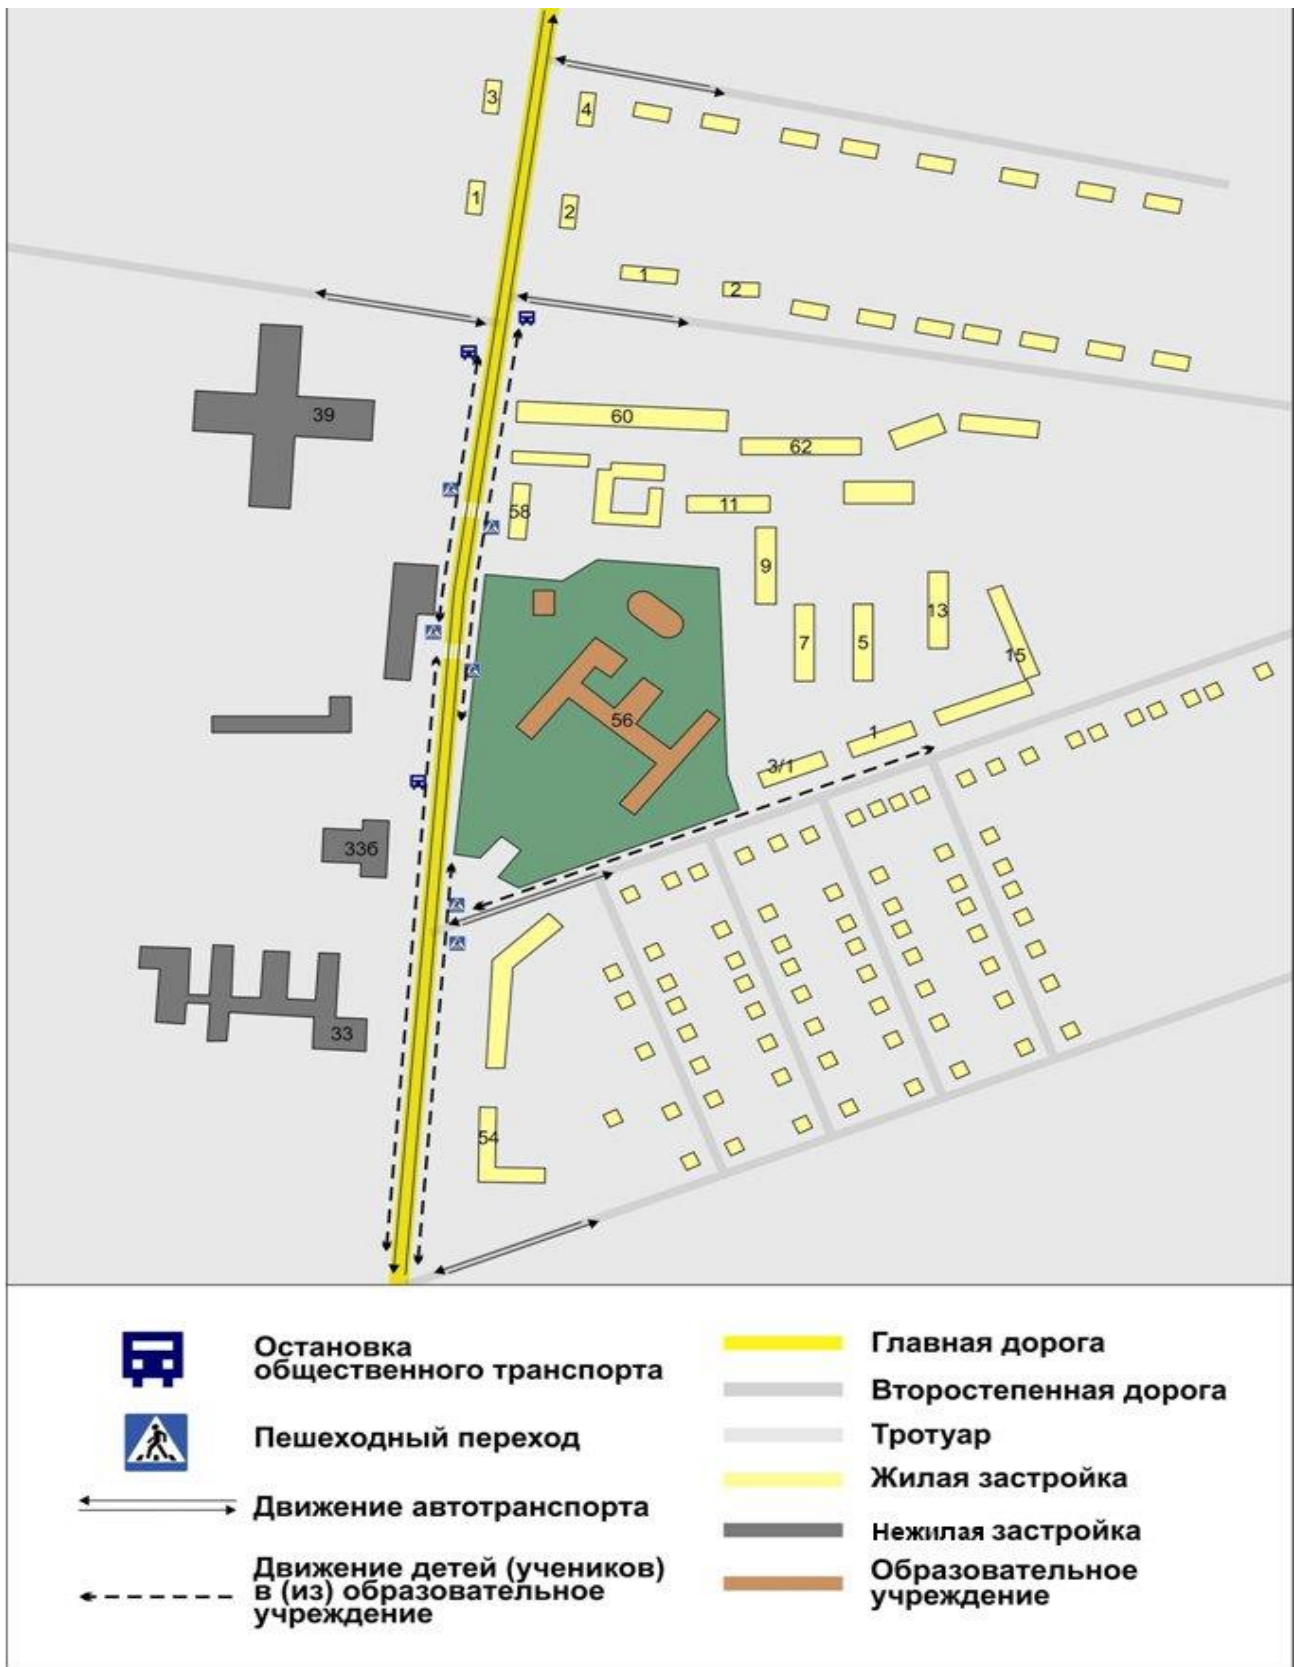 3
4
1
2
1
2
39
60
62
58
11
9
13
7
5
15
56
1
3/1
33б
33
54
Остановка
общественного транспорта
Пешеходный переход
Движение автотранспорта
Движение детей (учеников)
в (из) образовательное
учреждение
Главная дорога
Второстепенная дорога
Тротуар
Жилая застройка
Нежилая застройка
Образовательное
учреждение